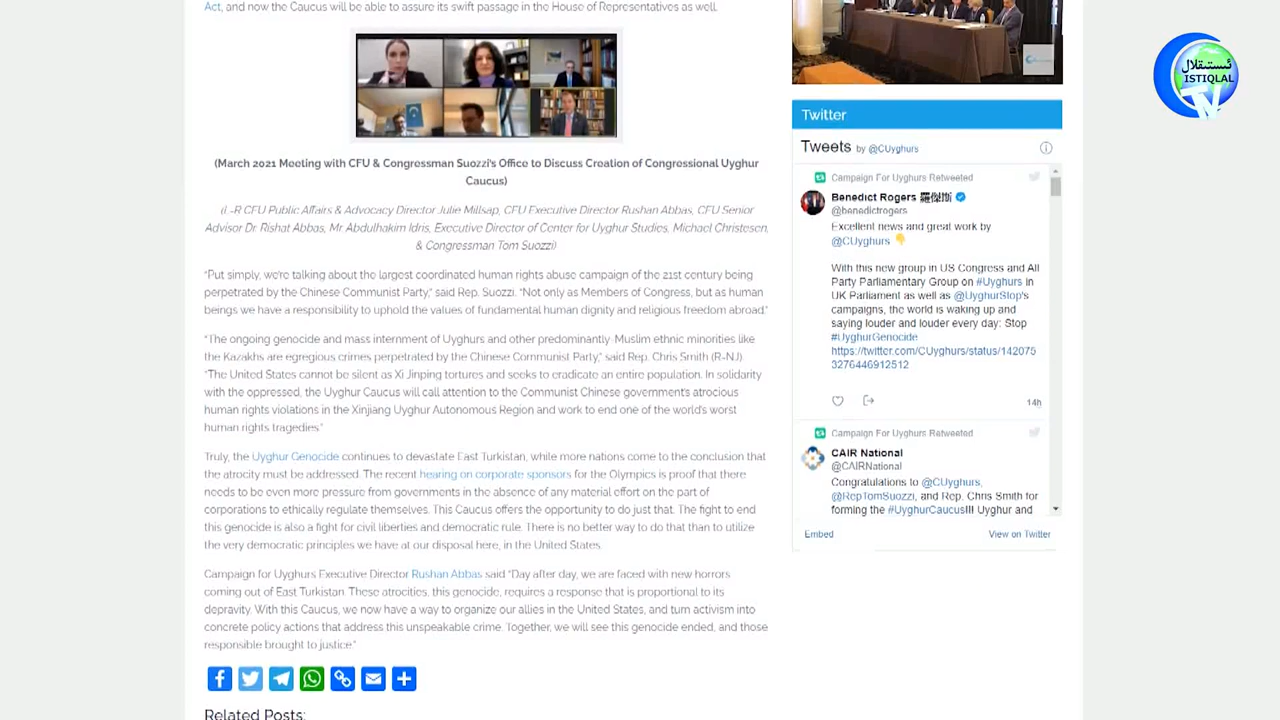 Act, and now the Caucus will be able to assure its swift passage in the House of Representatives as well.
(March 2021 Meeting with CFU & Congressman Suozzi's Office to Discuss Creation of Congressional Uyghur
Caucus)
(L-R CFU Public Affairs & Advocacy Director Julie Millsap, CFU Executive Director Rushan Abbas, CFU Senior
Advisor Dr. Rishat Abbas, Mr. Abdulhakim Idris, Executive Director of Center for Uyghur Studies, Michael Christesen,
& Congressman Tom Suozzi)
“Put simply, we're talking about the largest coordinated human rights abuse campaign of the 21st century being
perpetrated by the Chinese Communist Party,” said Rep. Suozzi. “Not only as Members of Congress, but as human
beings we have a responsibility to uphold the values of fundamental human dignity and religious freedom abroad.”
“The ongoing genocide and mass internment of Uyghurs and other predominantly Muslim ethnic minorities like
the Kazakhs are egregious crimes perpetrated by the Chinese Communist Party,” said Rep. Chris Smith (R-NJ).
“The United States cannot be silent as Xi Jinping tortures and seeks to eradicate an entire population. In solidarity
with the oppressed, the Uyghur Caucus will call attention to the Communist Chinese government's atrocious
human rights violations in the Xinjiang Uyghur Autonomous Region and work to end one of the world's worst
human rights tragedies.”
Truly, the Uyghur Genocide continues to devastate East Turkistan, while more nations come to the conclusion that
the atrocity must be addressed. The recent hearing on corporate sponsors for the Olympics is proof that there
needs to be even more pressure from governments in the absence of any material effort on the part of
corporations to ethically regulate themselves. This Caucus offers the opportunity to do just that. The fight to end
this genocide is also a fight for civil liberties and democratic rule. There is no better way to do that than to utilize
the very democratic principles we have at our disposal here, in the United States.
Campaign for Uyghurs Executive Director Rushan Abbas said “Day after day, we are faced with new horrors
coming out of East Turkistan. These atrocities, this genocide, requires a response that is proportional to its
depravity. With this Caucus, we now have a way to organize our allies in the United States, and turn activism into
concrete policy actions that address this unspeakable crime. Together, we will see this genocide ended, and those
responsible brought to justice.”
Related Posts:
Twitter
Tweets by @CUyghurs
Campaign For Uyghurs Retweeted
Benedict Rogers 羅傑斯
@benedictrogers
Excellent news and great work by
@CUyghurs 👇
With this new group in US Congress and All
Party Parliamentary Group on #Uyghurs in
UK Parliament as well as @UyghurStop's
campaigns, the world is waking up and
saying louder and louder every day: Stop
#UyghurGenocide
https://twitter.com/CUyghurs/status/142075
3276446912512
14h
Campaign For Uyghurs Retweeted
CAIR National
@CAIRNational
Congratulations to @CUyghurs,
@RepTomSuozzi, and Rep. Chris Smith for
forming the #UyghurCaucus!!! Uyghur and
Embed
View on Twitter
ئىستىقلال
ISTIQLAL
TV